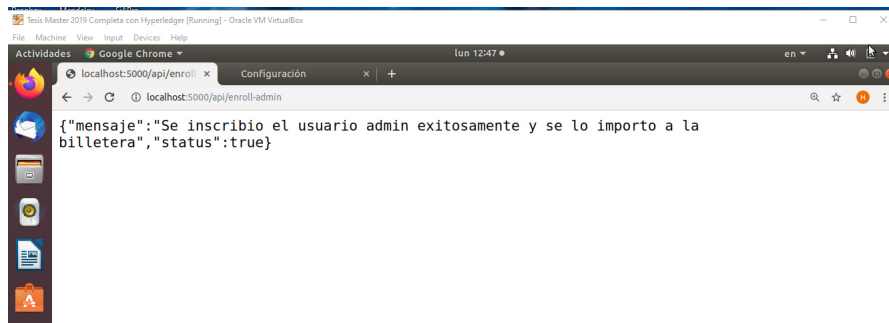 Tesis Master 2019 Completa con Hyperledger [Running] - Oracle VM VirtualBox
File Machine View Input Devices Help
Actividades Google Chrome lun 12:47 en
localhost:5000/api/enroll Configuración
localhost:5000/api/enroll-admin H
{"mensaje":"Se inscribio el usuario admin exitosamente y se lo importo a la
billetera","status":true}